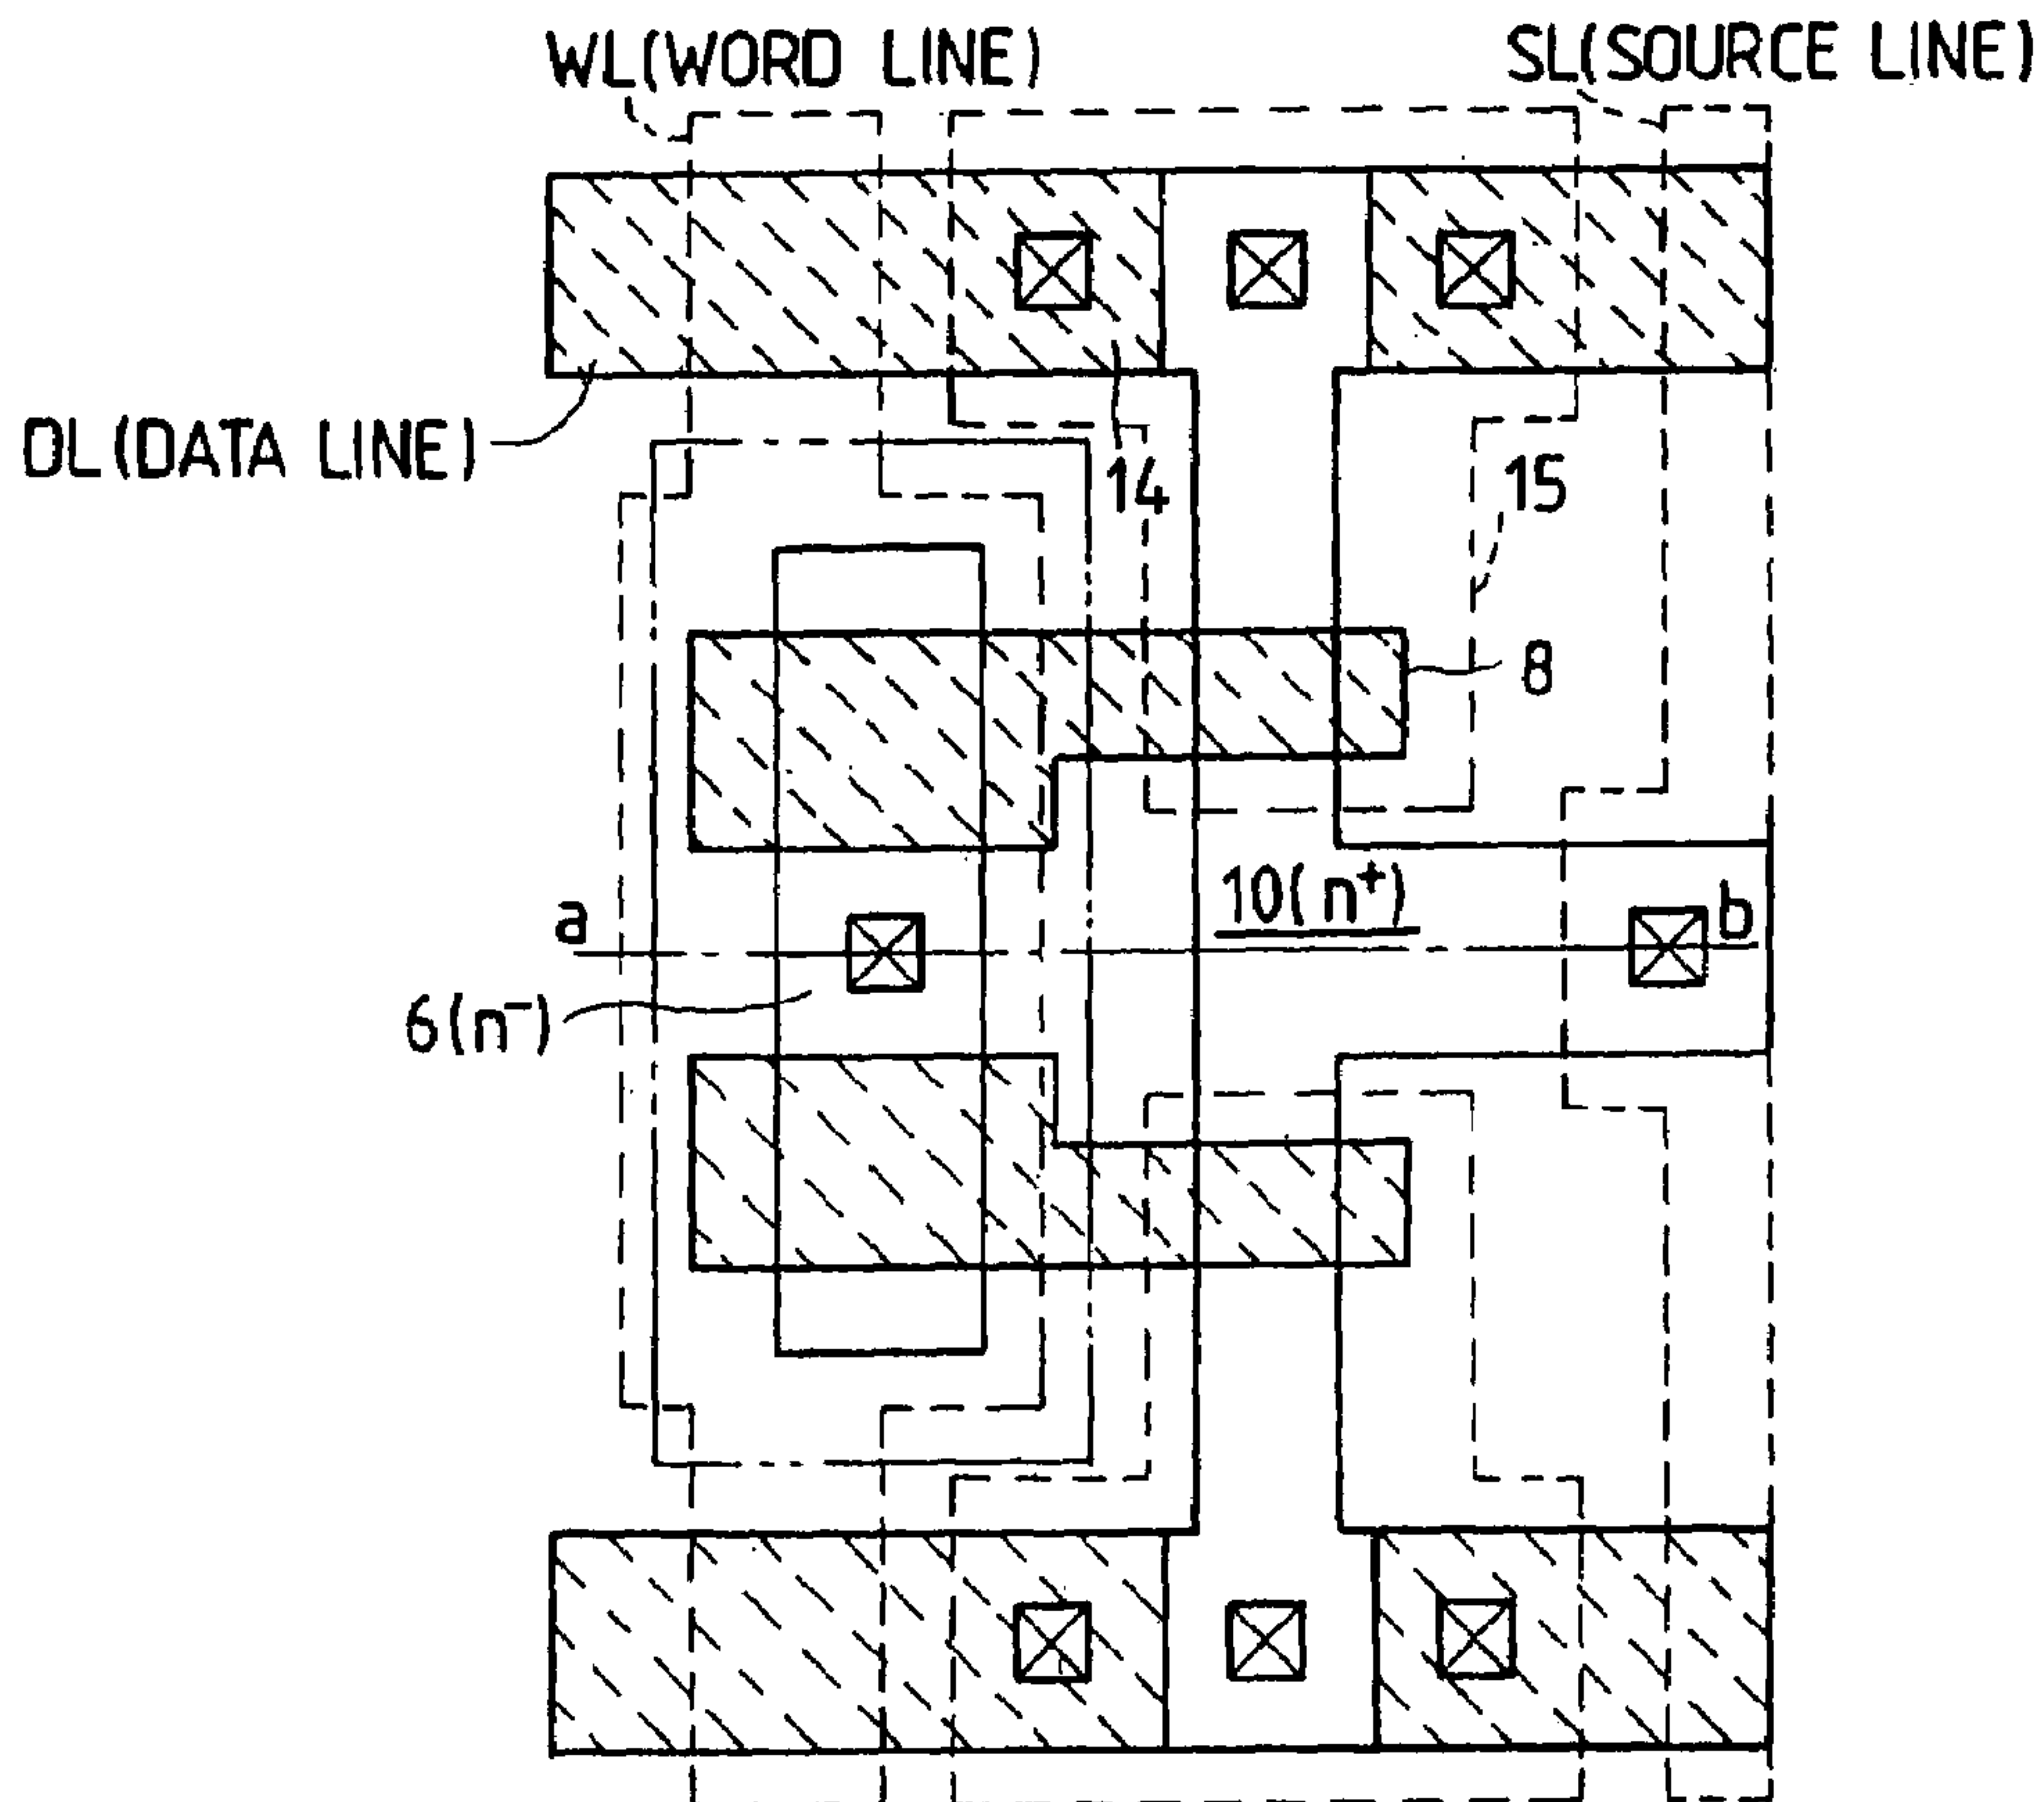 WL(WORD LINE)
SL(SOURCE LINE)
DL(DATA LINE)
14
15
8
10(n+)
a
b
6(n−)